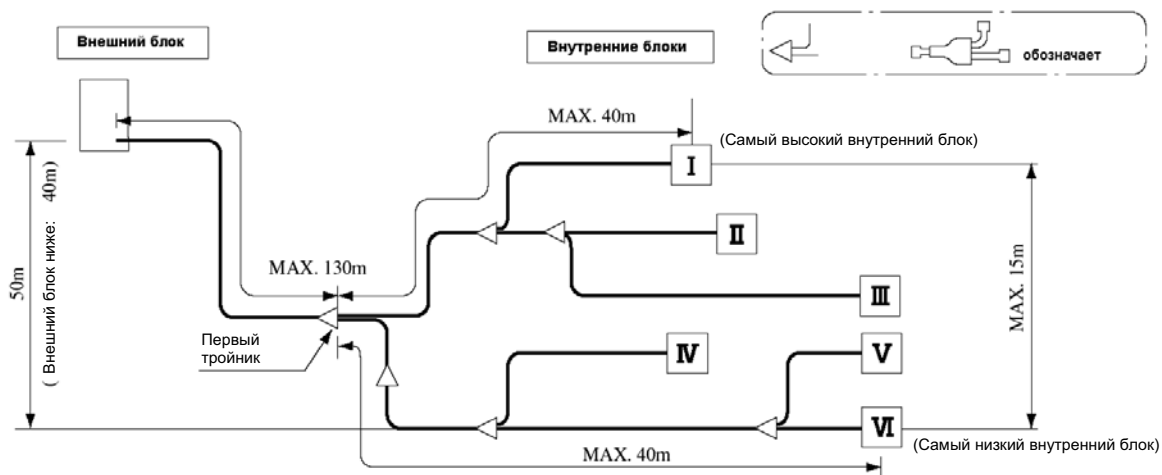 Внешний блок
Внутренние блоки
обозначает
MAX. 40m
(Самый высокий внутренний блок)
I
II
50m
( Внешний блок ниже: 40m)
MAX. 130m
MAX. 15m
III
Первый
тройник
IV
V
VI
(Самый низкий внутренний блок)
MAX. 40m